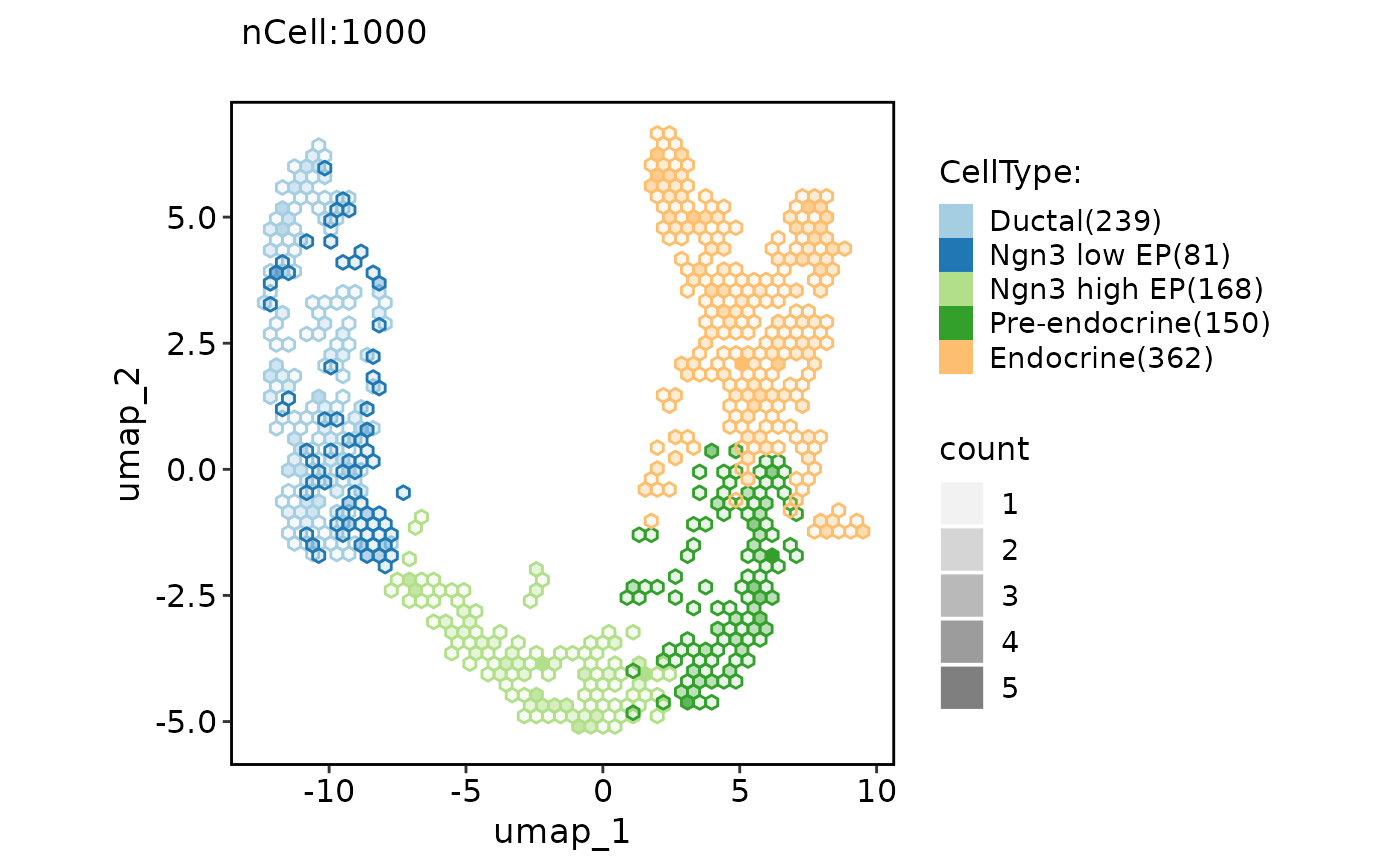 nCell:1000
umap_2
5.0
2.5
0.0
-2.5
-5.0
-10
-5
0
5
10
umap_1
CellType:
Ductal(239)
Ngn3 low EP(81)
Ngn3 high EP(168)
Pre-endocrine(150)
Endocrine(362)
count
1
2
3
4
5